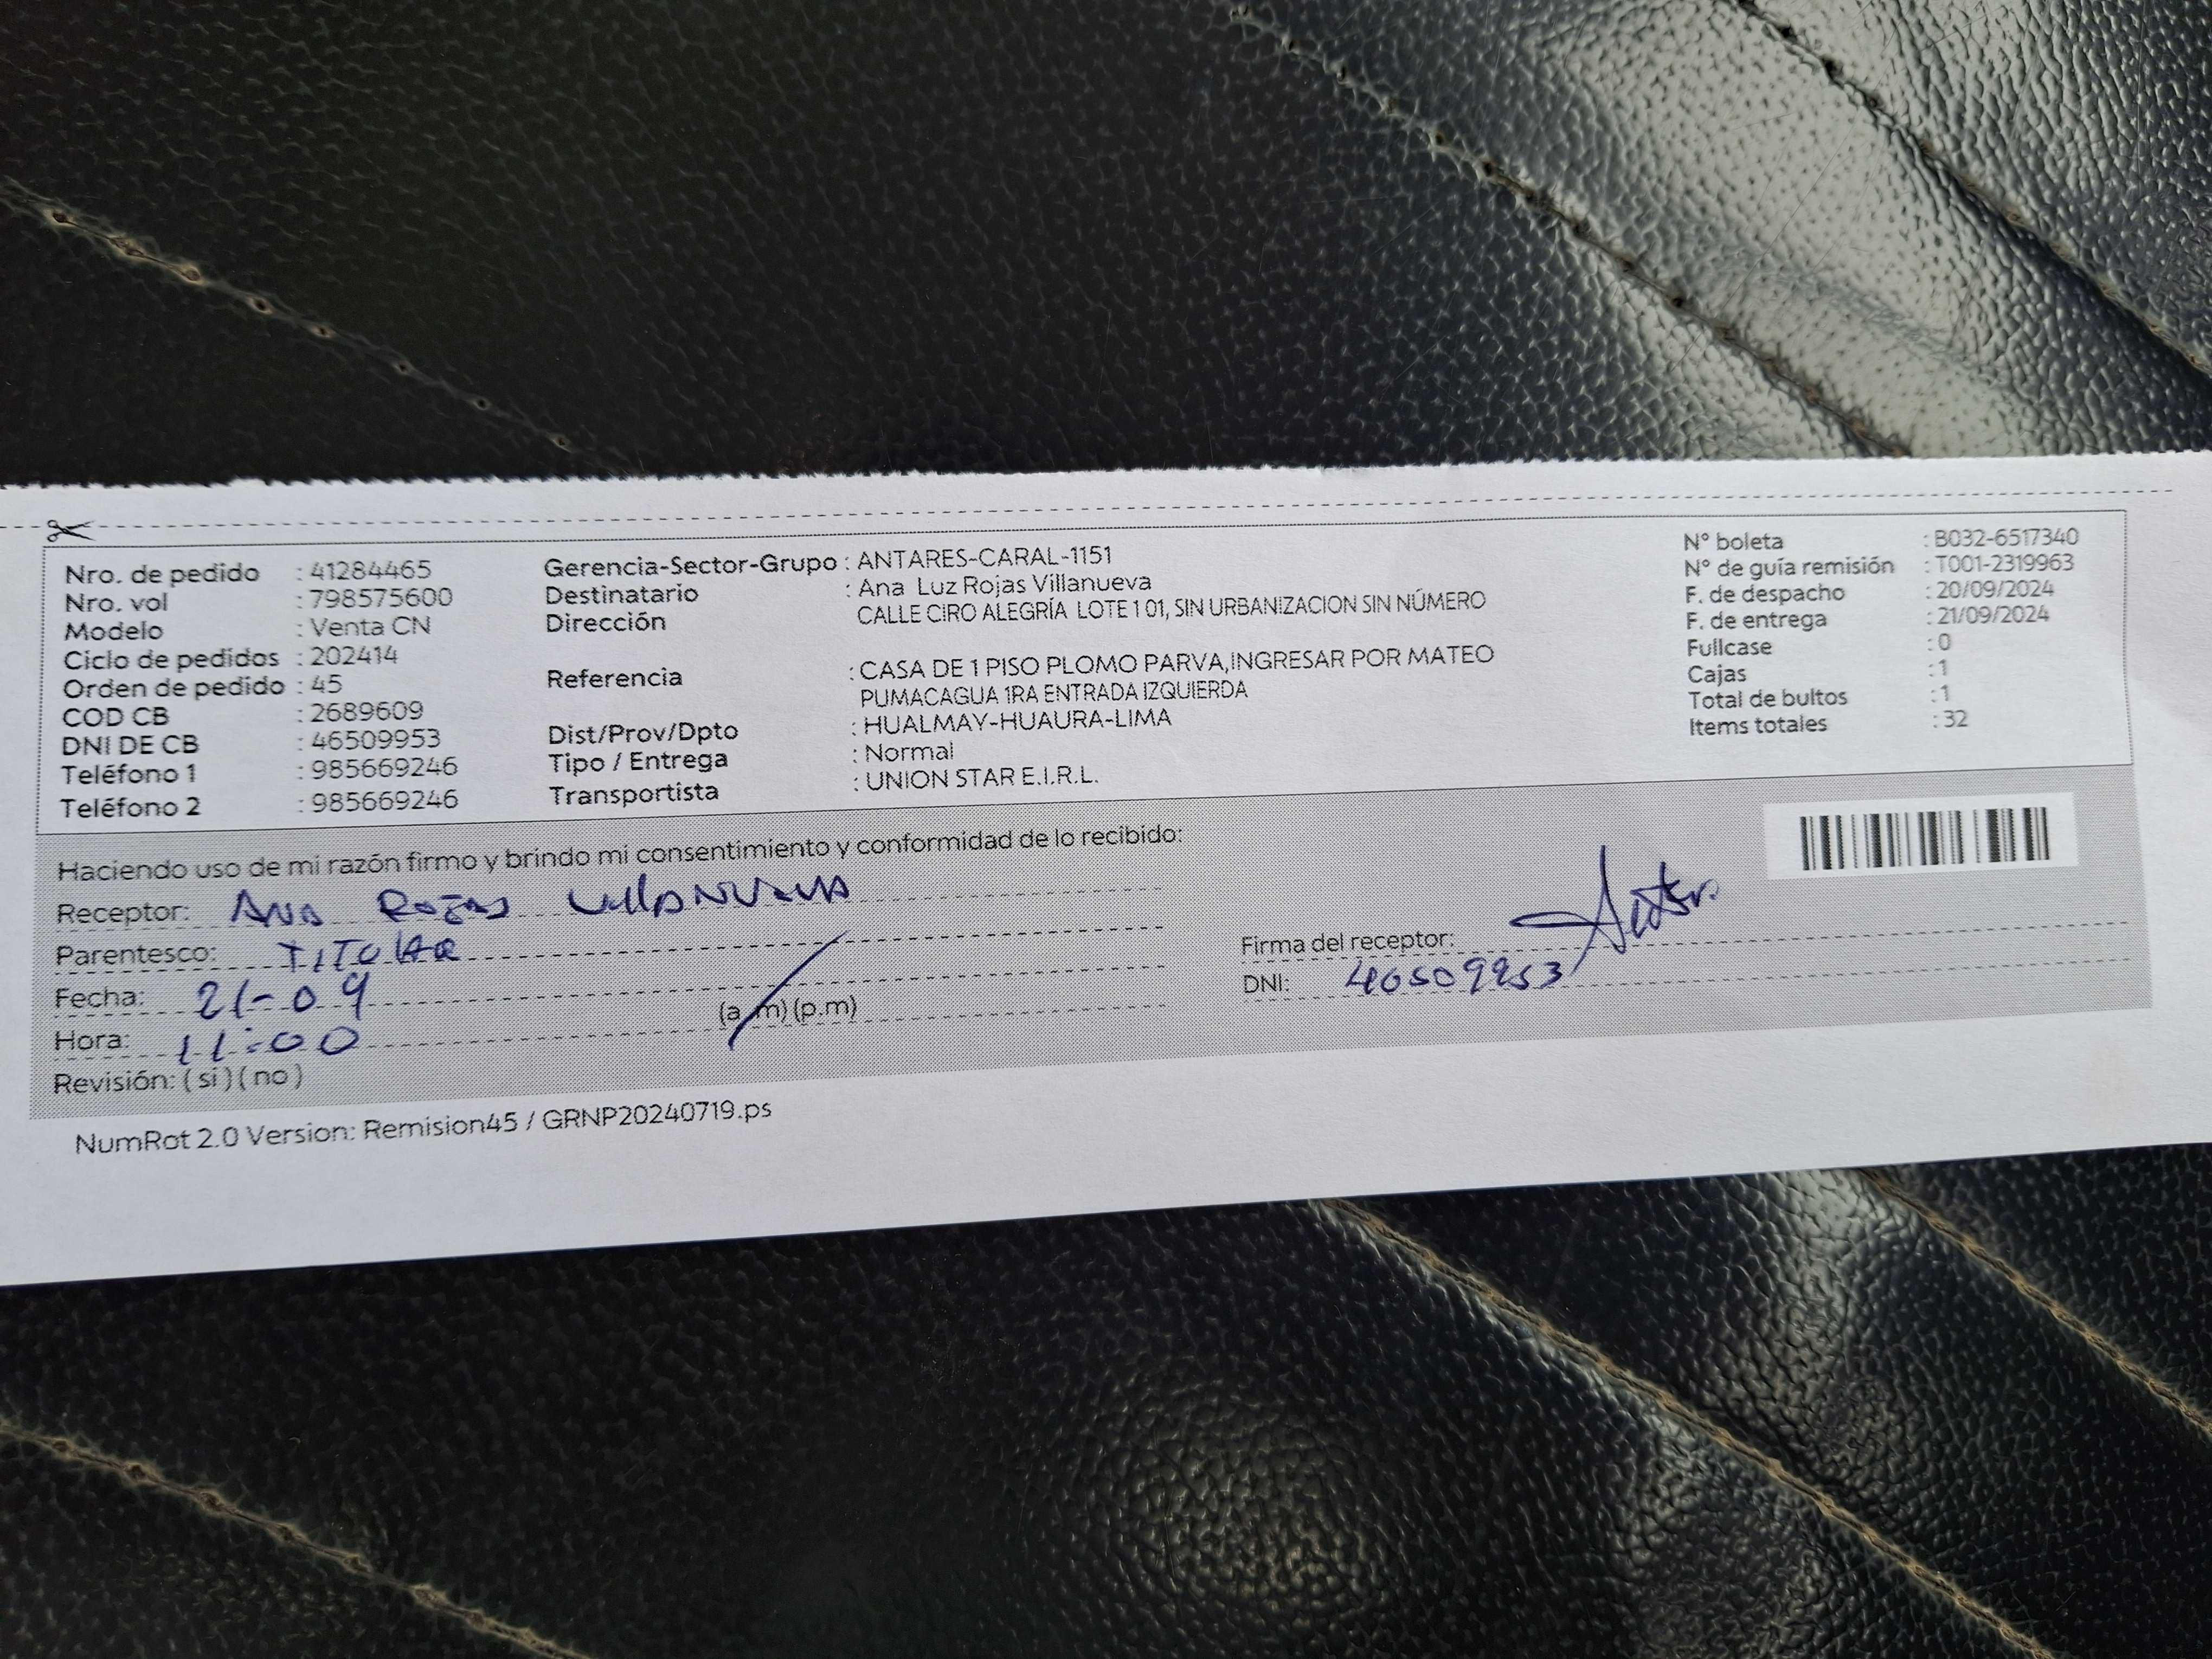 Nro. de pedido : 41284465
Nro. vol : 798575600
Modelo : Venta CN
Ciclo de pedidos : 202414
Orden de pedido : 45
COD CB : 2689609
DNI DE CB : 46509953
Teléfono 1 : 985669246
Teléfono 2 : 985669246
Gerencia-Sector-Grupo : ANTARES-CARAL-1151
Destinatario : Ana Luz Rojas Villanueva
Dirección CALLE CIRO ALEGRÍA LOTE 1 01, SIN URBANIZACION SIN NÚMERO
Referencia : CASA DE 1 PISO PLOMO PARVA,INGRESAR POR MATEO
PUMACAGUA 1RA ENTRADA IZQUIERDA
Dist/Prov/Dpto : HUALMAY-HUAURA-LIMA
Tipo / Entrega : Normal
Transportista : UNION STAR E.I.R.L.
N° boleta : B032-6517340
N° de guía remisión : T001-2319963
F. de despacho : 20/09/2024
F. de entrega : 21/09/2024
Fullcase : 0
Cajas : 1
Total de bultos : 1
Items totales : 32
Haciendo uso de mi razón firmo y brindo mi consentimiento y conformidad de lo recibido:
Receptor: ANA ROJAS VILLANUEVA
Parentesco: TITULAR
Fecha: 21-09
Hora: 11:00 (a.m) (p.m)
Revisión: ( si ) ( no )
Firma del receptor:
DNI: 46509953
NumRot 2.0 Version: Remision45 / GRNP20240719.ps